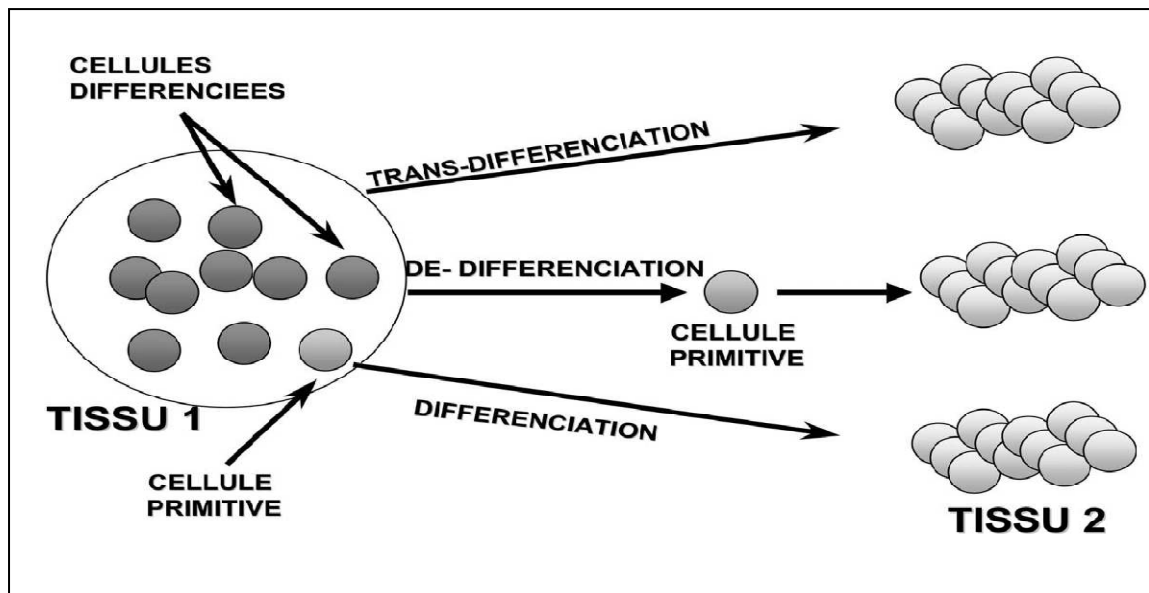 CELLULES
DIFFERENCIEES
TRANS-DIFFERENCIATION
DE- DIFFERENCIATION
CELLULE
PRIMITIVE
TISSU 1
DIFFERENCIATION
CELLULE
PRIMITIVE
TISSU 2